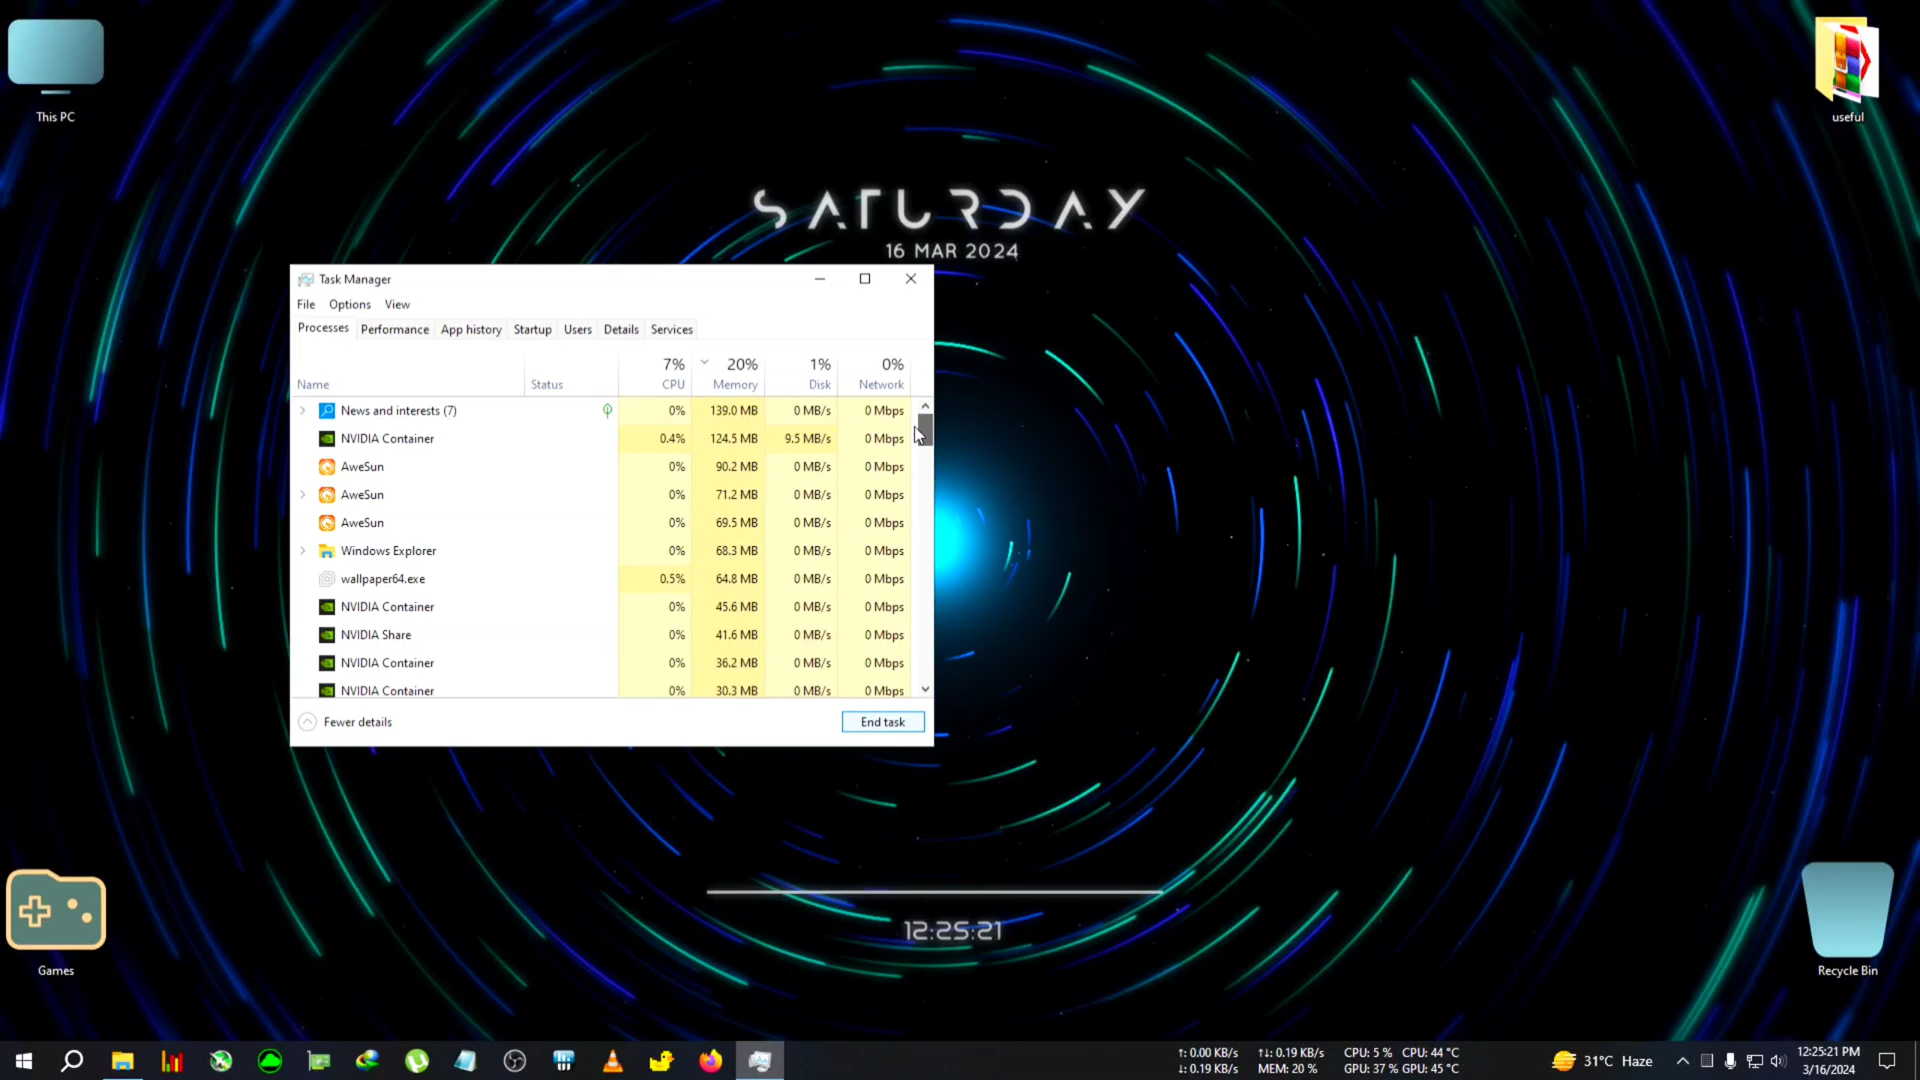 This PC
useful
SATURDAY
16 MAR 2024
Task Manager
File Options View
Processes Performance App history Startup Users Details Services
7% 20% 1% 0%
Name Status CPU Memory Disk Network
News and interests (7) 0% 139.0 MB 0 MB/s 0 Mbps
NVIDIA Container 0.4% 124.5 MB 9.5 MB/s 0 Mbps
AweSun 0% 90.2 MB 0 MB/s 0 Mbps
AweSun 0% 71.2 MB 0 MB/s 0 Mbps
AweSun 0% 69.5 MB 0 MB/s 0 Mbps
Windows Explorer 0% 68.3 MB 0 MB/s 0 Mbps
wallpaper64.exe 0.5% 64.8 MB 0 MB/s 0 Mbps
NVIDIA Container 0% 45.6 MB 0 MB/s 0 Mbps
NVIDIA Share 0% 41.6 MB 0 MB/s 0 Mbps
NVIDIA Container 0% 36.2 MB 0 MB/s 0 Mbps
NVIDIA Container 0% 30.3 MB 0 MB/s 0 Mbps
Fewer details End task
12:25:21
Games
Recycle Bin
↑: 0.00 KB/s ↑↓: 0.19 KB/s CPU: 5 % CPU: 44 °C
↓: 0.19 KB/s MEM: 20 % GPU: 37 % GPU: 45 °C
31°C Haze
12:25:21 PM
3/16/2024